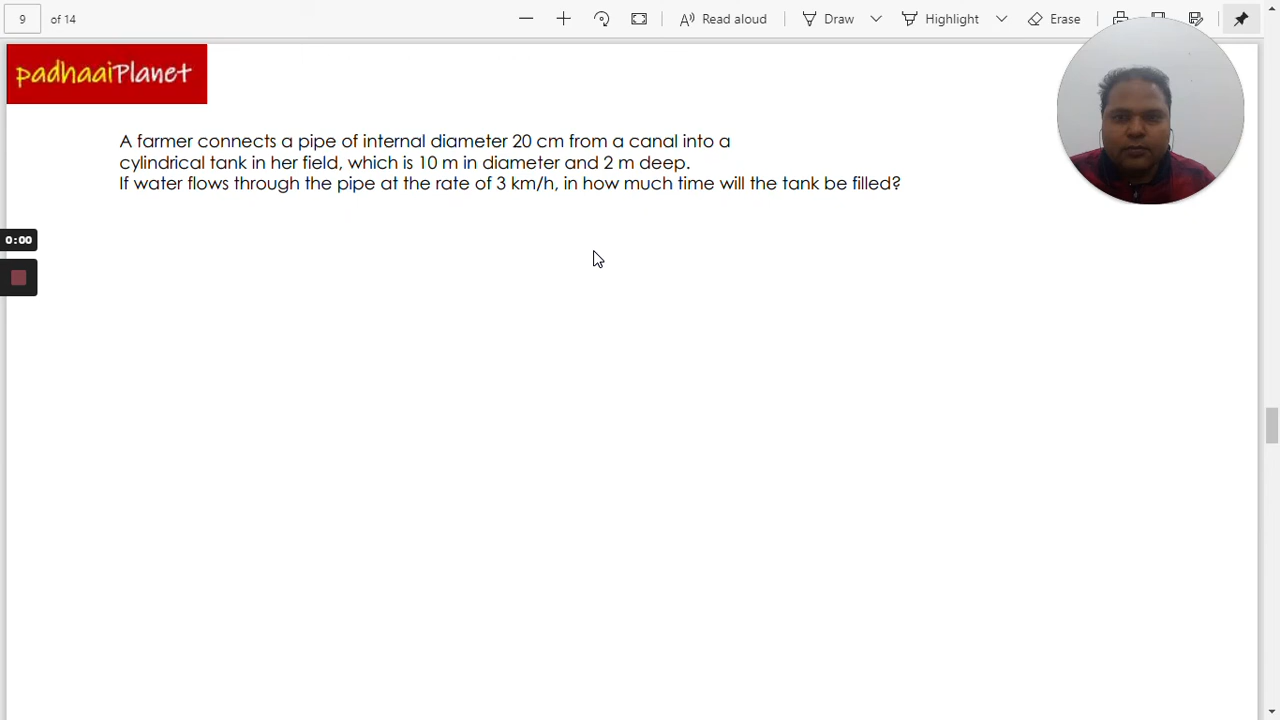 9 of 14
Read aloud
Draw
Highlight
Erase
padhaaiPlanet
A farmer connects a pipe of internal diameter 20 cm from a canal into a
cylindrical tank in her field, which is 10 m in diameter and 2 m deep.
If water flows through the pipe at the rate of 3 km/h, in how much time will the tank be filled?
0:00